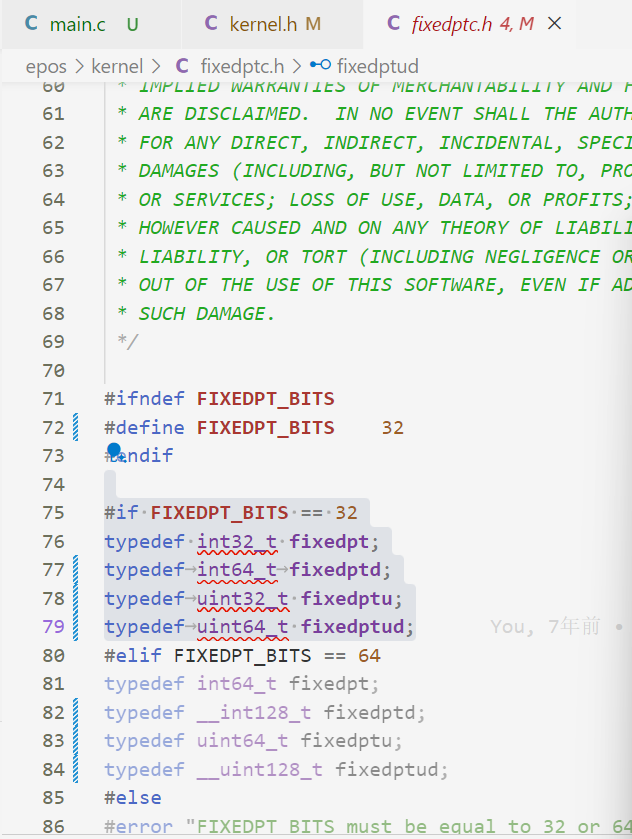 main.c U kernel.h M fixedptc.h 4, M
epos > kernel > C fixedptc.h > fixedptud
60 * IMPLIED WARRANTIES OF MERCHANTABILITY AND F
61 * ARE DISCLAIMED. IN NO EVENT SHALL THE AUTH
62 * FOR ANY DIRECT, INDIRECT, INCIDENTAL, SPECI
63 * DAMAGES (INCLUDING, BUT NOT LIMITED TO, PRO
64 * OR SERVICES; LOSS OF USE, DATA, OR PROFITS;
65 * HOWEVER CAUSED AND ON ANY THEORY OF LIABILI
66 * LIABILITY, OR TORT (INCLUDING NEGLIGENCE OR
67 * OUT OF THE USE OF THIS SOFTWARE, EVEN IF AD
68 * SUCH DAMAGE.
69 */
70
71 #ifndef FIXEDPT_BITS
72 #define FIXEDPT_BITS 32
73 #endif
74
75 #if FIXEDPT_BITS == 32
76 typedef int32_t fixedpt;
77 typedef int64_t fixedptd;
78 typedef uint32_t fixedptu;
79 typedef uint64_t fixedptud; You, 7年前 •
80 #elif FIXEDPT_BITS == 64
81 typedef int64_t fixedpt;
82 typedef __int128_t fixedptd;
83 typedef uint64_t fixedptu;
84 typedef __uint128_t fixedptud;
85 #else
86 #error "FIXEDPT_BITS must be equal to 32 or 64